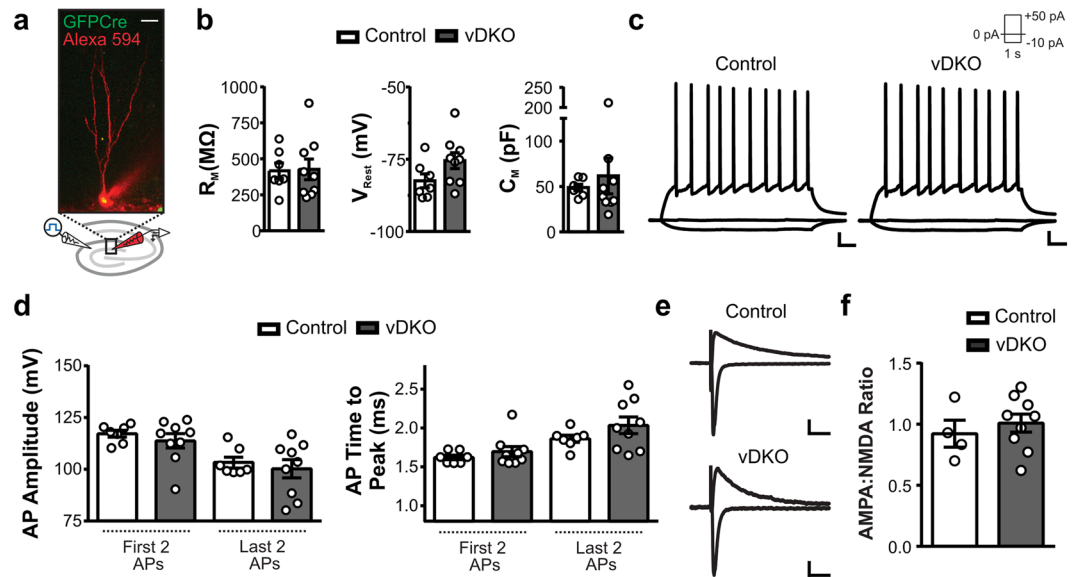 a
GFPCre
Alexa 594
b
Control
vDKO
R_M(MΩ)
1000
750
500
250
0
V_Rest (mV)
-50
-75
-100
C_M (pF)
250
200
150
100
50
0
c
+50 pA
0 pA
-10 pA
1 s
Control
vDKO
d
Control
vDKO
AP Amplitude (mV)
125
100
75
First 2
APs
Last 2
APs
AP Time to
Peak (ms)
2.5
2.0
1.5
1.0
First 2
APs
Last 2
APs
e
Control
vDKO
f
Control
vDKO
AMPA:NMDA Ratio
1.5
1.0
0.5
0.0